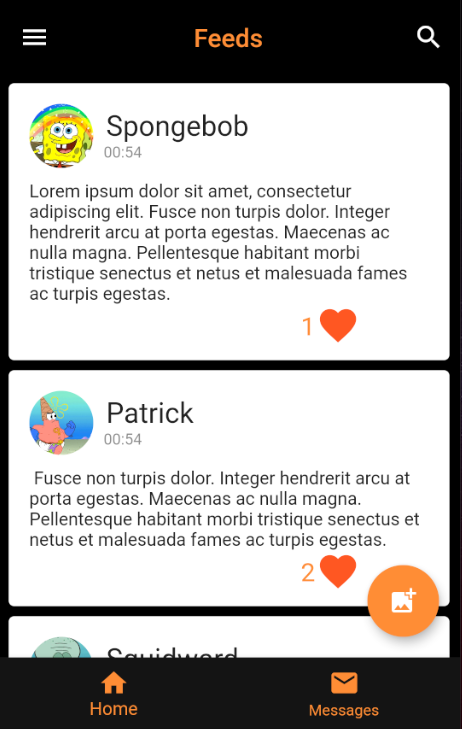 Feeds
Spongebob
00:54
Lorem ipsum dolor sit amet, consectetur
adipiscing elit. Fusce non turpis dolor. Integer
hendrerit arcu at porta egestas. Maecenas ac
nulla magna. Pellentesque habitant morbi
tristique senectus et netus et malesuada fames
ac turpis egestas.
1
Patrick
00:54
Fusce non turpis dolor. Integer hendrerit arcu at
porta egestas. Maecenas ac nulla magna.
Pellentesque habitant morbi tristique senectus et
netus et malesuada fames ac turpis egestas.
2
Squidword
Home
Messages